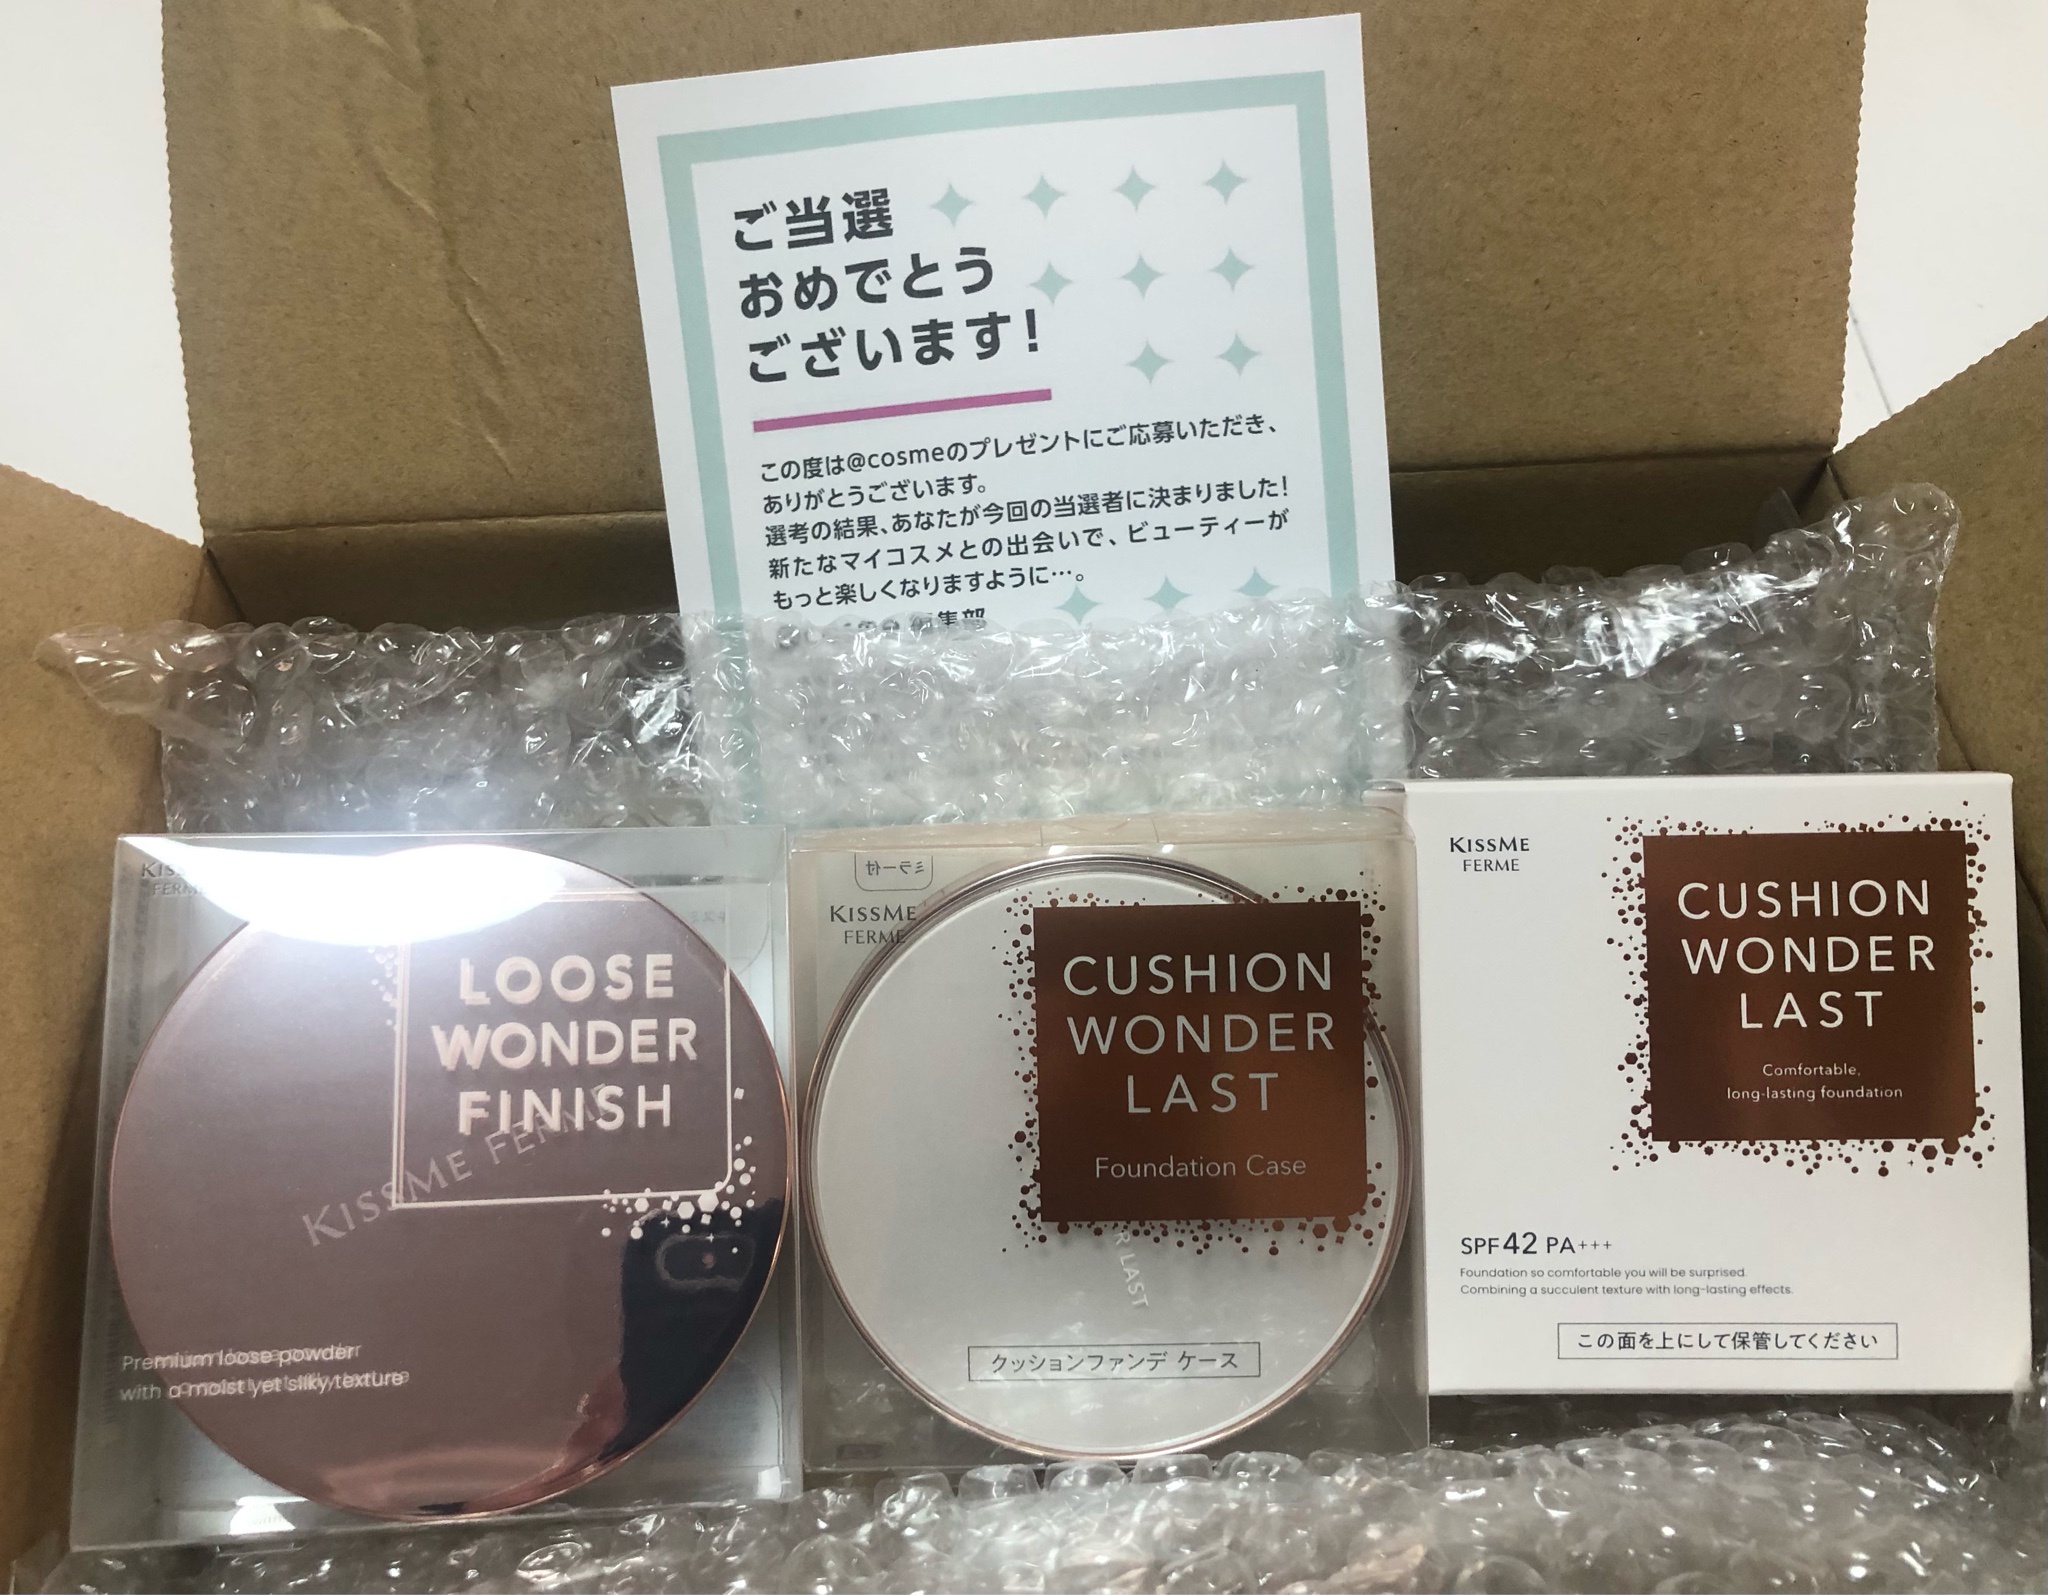 ご当選
おめでとう
ございます!
この度は@cosmeのプレゼントにご応募いただき、
ありがとうございます。
選考の結果、あなたが今回の当選者に決まりました!
新たなマイコスメとの出会いで、ビューティーが
もっと楽しくなりますように…。
編集部
KISSME FERME
LOOSE
WONDER
FINISH
Premium loose powder
with a moist yet silky texture
ミラー付
KISSME
FERME
CUSHION
WONDER
LAST
Foundation Case
R LAST
クッションファンデ ケース
KISSME
FERME
CUSHION
WONDER
LAST
Comfortable,
long-lasting foundation
SPF42 PA+++
Foundation so comfortable you will be surprised.
Combining a succulent texture with long-lasting effects.
この面を上にして保管してください